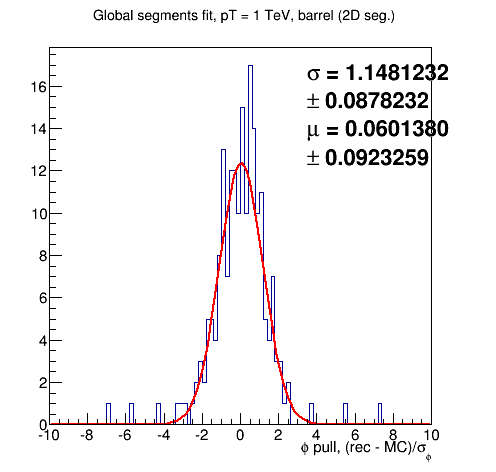 Global segments fit, pT = 1 TeV, barrel (2D seg.)
σ = 1.1481232
± 0.0878232
μ = 0.0601380
± 0.0923259
16
14
12
10
8
6
4
2
0
-10 -8 -6 -4 -2 0 2 4 6 8 10
ϕ pull, (rec - MC)/σϕ